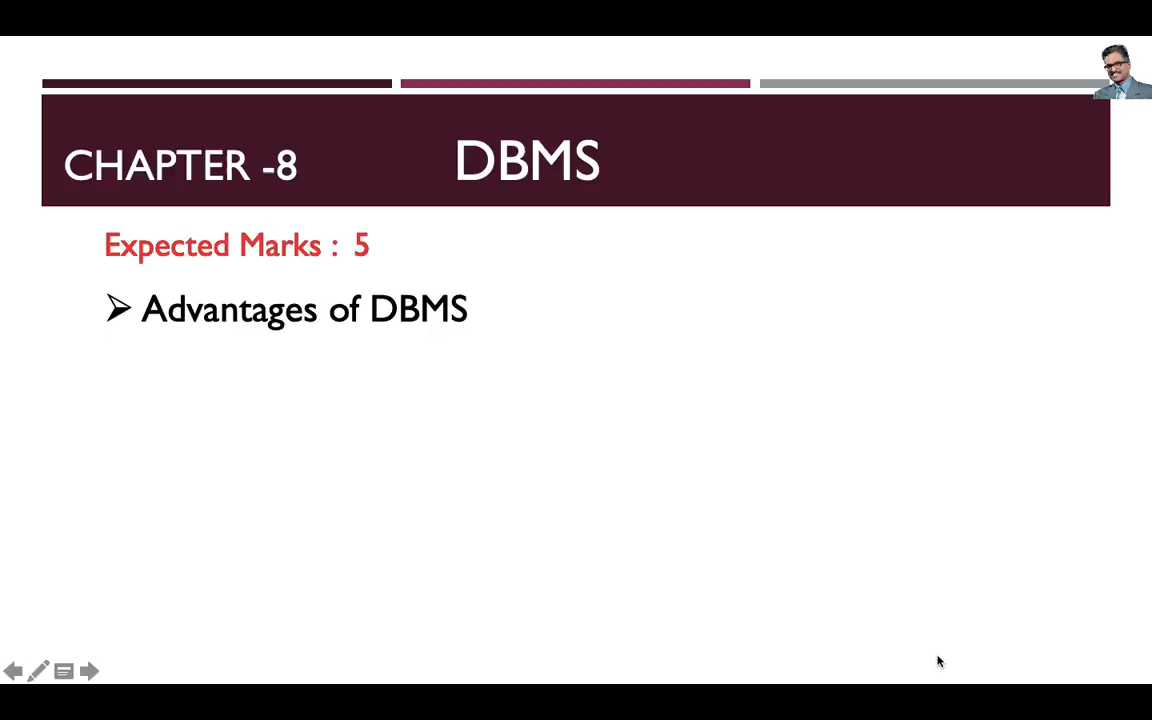 CHAPTER -8 DBMS
Expected Marks : 5
➢ Advantages of DBMS